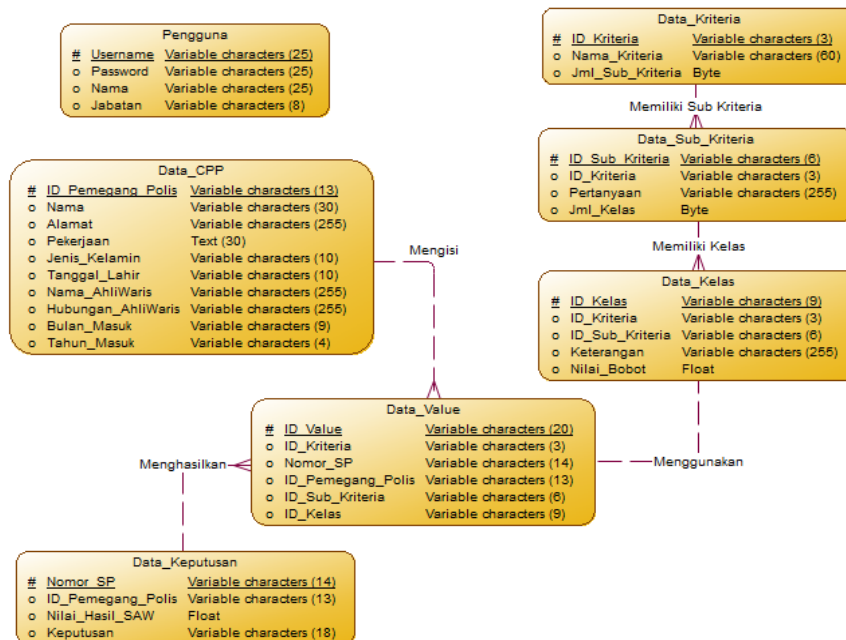 Pengguna
# Username Variable characters (25)
o Password Variable characters (25)
o Nama Variable characters (25)
o Jabatan Variable characters (8)
Data_Kriteria
# ID_Kriteria Variable characters (3)
o Nama_Kriteria Variable characters (60)
o Jml_Sub_Kriteria Byte
Memiliki Sub Kriteria
Data_Sub_Kriteria
# ID_Sub_Kriteria Variable characters (6)
o ID_Kriteria Variable characters (3)
o Pertanyaan Variable characters (255)
o Jml_Kelas Byte
Memiliki Kelas
Data_Kelas
# ID_Kelas Variable characters (9)
o ID_Kriteria Variable characters (3)
o ID_Sub_Kriteria Variable characters (6)
o Keterangan Variable characters (255)
o Nilai_Bobot Float
Data_CPP
# ID_Pemegang_Polis Variable characters (13)
o Nama Variable characters (30)
o Alamat Variable characters (255)
o Pekerjaan Text (30)
o Jenis_Kelamin Variable characters (10)
o Tanggal_Lahir Variable characters (10)
o Nama_AhliWaris Variable characters (255)
o Hubungan_AhliWaris Variable characters (255)
o Bulan_Masuk Variable characters (9)
o Tahun_Masuk Variable characters (4)
Mengisi
Data_Value
# ID_Value Variable characters (20)
o ID_Kriteria Variable characters (3)
o Nomor_SP Variable characters (14)
o ID_Pemegang_Polis Variable characters (13)
o ID_Sub_Kriteria Variable characters (6)
o ID_Kelas Variable characters (9)
Menghasilkan
Menggunakan
Data_Keputusan
# Nomor_SP Variable characters (14)
o ID_Pemegang_Polis Variable characters (13)
o Nilai_Hasil_SAW Float
o Keputusan Variable characters (18)